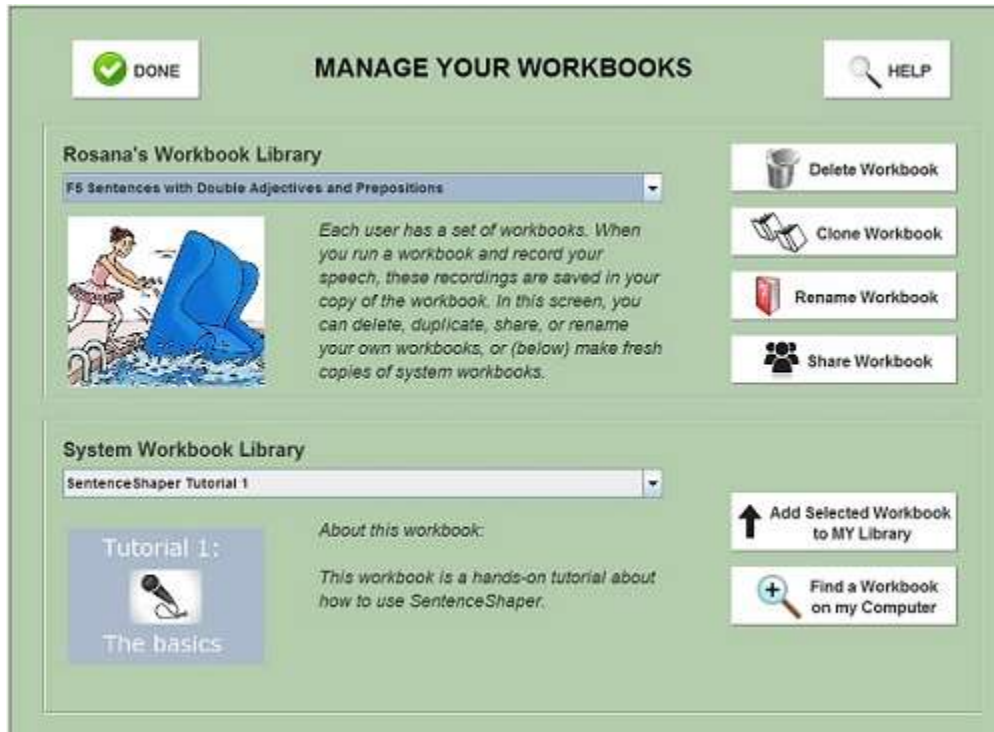 DONE
MANAGE YOUR WORKBOOKS
HELP
Rosana's Workbook Library
F5 Sentences with Double Adjectives and Prepositions
Each user has a set of workbooks. When
you run a workbook and record your
speech, these recordings are saved in your
copy of the workbook. In this screen, you
can delete, duplicate, share, or rename
your own workbooks, or (below) make fresh
copies of system workbooks.
Delete Workbook
Clone Workbook
Rename Workbook
Share Workbook
System Workbook Library
SentenceShaper Tutorial 1
Tutorial 1:
The basics
About this workbook:
This workbook is a hands-on tutorial about
how to use SentenceShaper.
Add Selected Workbook
to MY Library
Find a Workbook
on my Computer